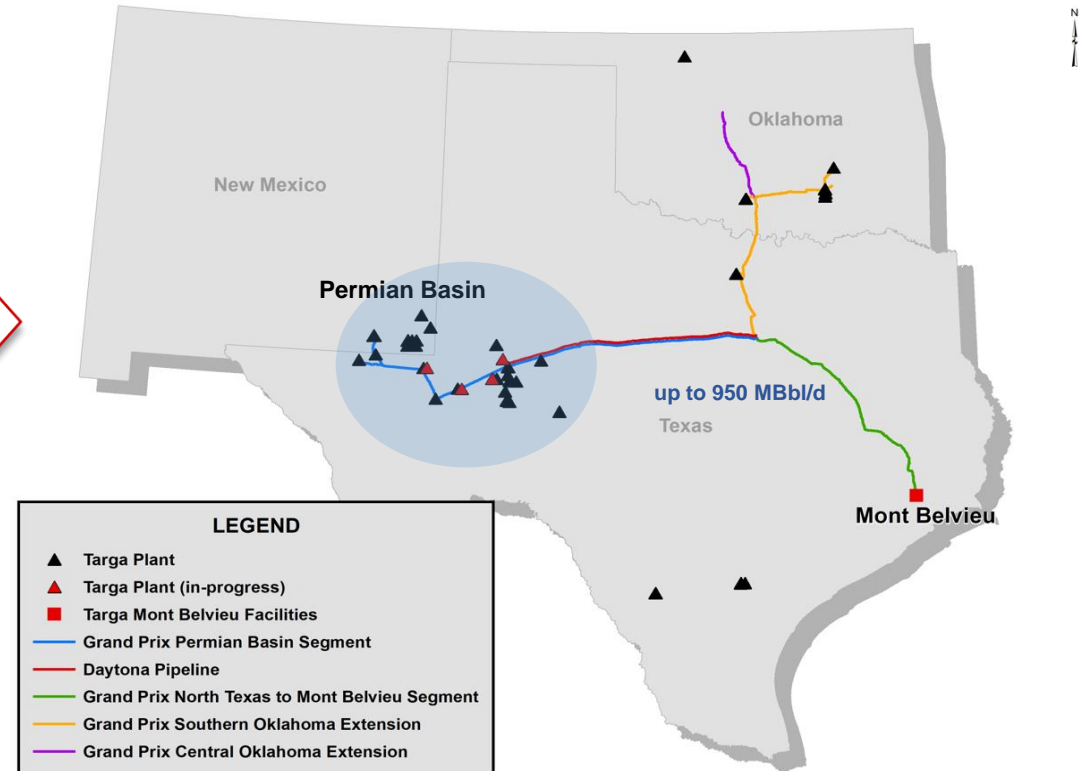 N
Oklahoma
New Mexico
Permian Basin
up to 950 MBbl/d
Texas
Mont Belvieu
LEGEND
Targa Plant
Targa Plant (in-progress)
Targa Mont Belvieu Facilities
Grand Prix Permian Basin Segment
Daytona Pipeline
Grand Prix North Texas to Mont Belvieu Segment
Grand Prix Southern Oklahoma Extension
Grand Prix Central Oklahoma Extension